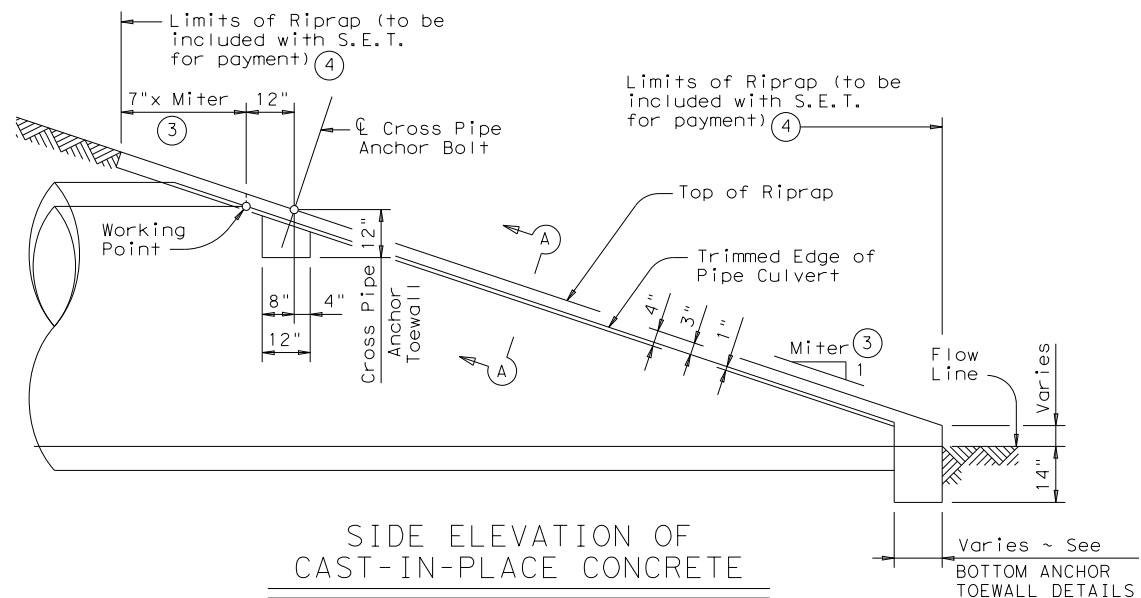 Limits of Riprap (to be
included with S.E.T.
for payment) 4
7"x Miter
12"
3
℄ Cross Pipe
Anchor Bolt
Limits of Riprap (to be
included with S.E.T.
for payment) 4
Working
Point
12"
Top of Riprap
A
Trimmed Edge of
Pipe Culvert
8"
4"
12"
Cross Pipe
Anchor
Toewall
A
4"
3"
1"
Miter 3
1
Flow
Line
Varies
14"
SIDE ELEVATION OF
CAST-IN-PLACE CONCRETE
Varies ~ See
BOTTOM ANCHOR
TOEWALL DETAILS